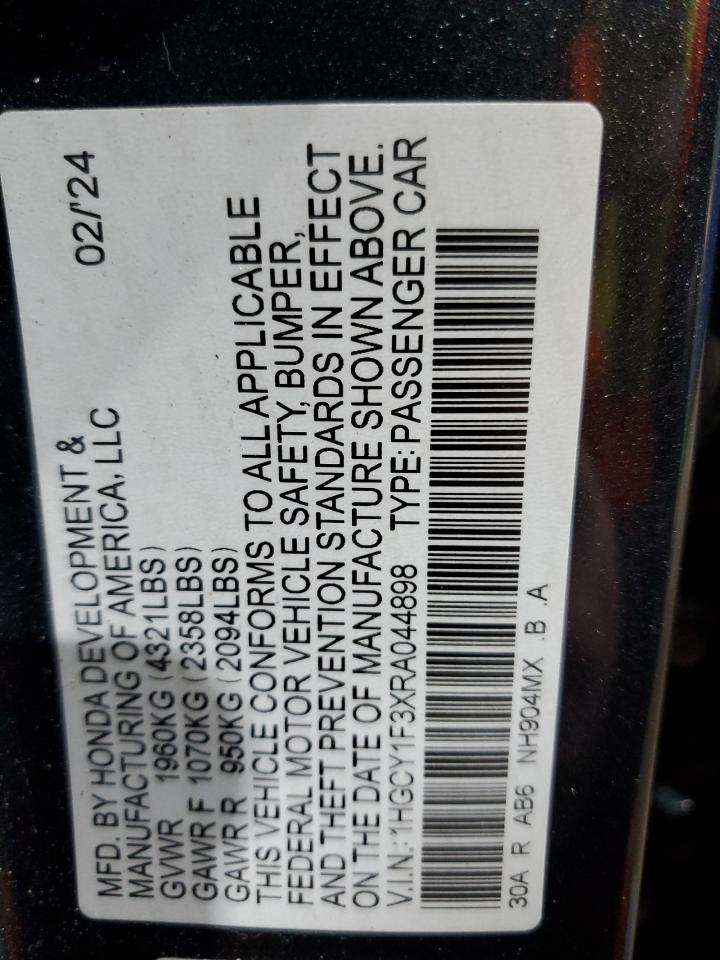 MFD. BY HONDA DEVELOPMENT &
MANUFACTURING OF AMERICA, LLC 02/'24
GVWR 1960KG (4321LBS)
GAWR F 1070KG (2358LBS)
GAWR R 950KG (2094LBS)
THIS VEHICLE CONFORMS TO ALL APPLICABLE
FEDERAL MOTOR VEHICLE SAFETY, BUMPER,
AND THEFT PREVENTION STANDARDS IN EFFECT
ON THE DATE OF MANUFACTURE SHOWN ABOVE.
V.I.N.: 1HGCY1F3XRA044898 TYPE: PASSENGER CAR
30A R AB6 NH904MX .B .A